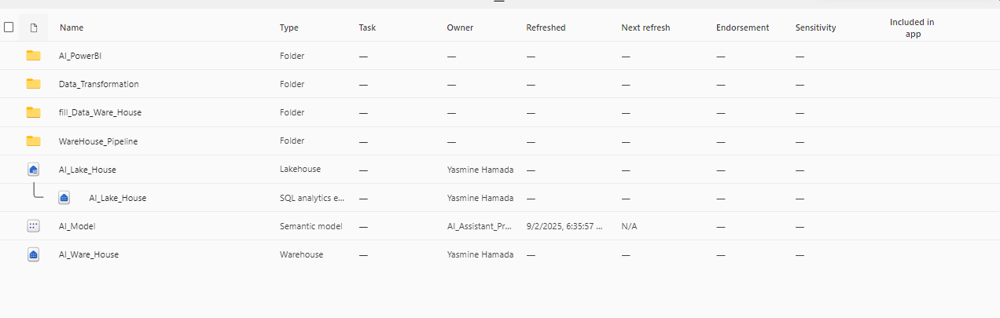 Name Type Task Owner Refreshed Next refresh Endorsement Sensitivity Included in app
AI_PowerBI Folder — — — — — —
Data_Transformation Folder — — — — — —
fill_Data_Ware_House Folder — — — — — —
WareHouse_Pipeline Folder — — — — — —
AI_Lake_House Lakehouse — Yasmine Hamada — — — —
AI_Lake_House SQL analytics e... — Yasmine Hamada — — — —
AI_Model Semantic model — AI_Assistant_Pr... 9/2/2025, 6:35:57 ... N/A — —
AI_Ware_House Warehouse — Yasmine Hamada — — — —